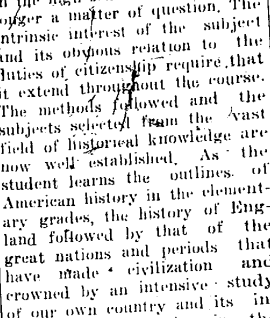 longer a matter of question. The
intrinsic interest of the subject
and its obvious relation to the
duties of citizenship require that
it extend throughout the course.
The methods followed and the
subjects selected from the vast
field of historical knowledge are
now well established. As the
student learns the outlines of
American history in the element-
ary grades, the history of Eng-
land followed by that of the
great nations and periods that
have made civilization and
crowned by an intensive study
of our own country and its in